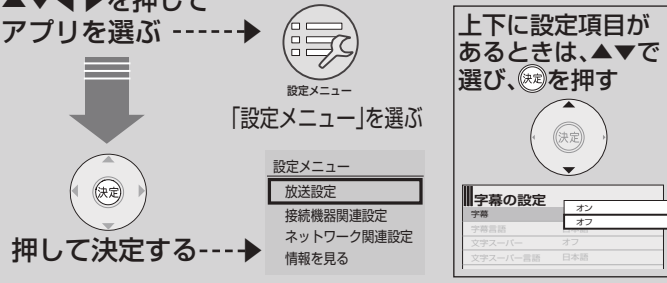 ▲▼◀▶を押して
アプリを選ぶ
設定メニュー
「設定メニュー」を選ぶ
決定
押して決定する
設定メニュー
放送設定
接続機器関連設定
ネットワーク関連設定
情報を見る
上下に設定項目が
あるときは、▲▼で
選び、決定を押す
決定
字幕の設定
字幕 オン
オフ
字幕言語 日本語
文字スーパー オフ
文字スーパー言語 日本語